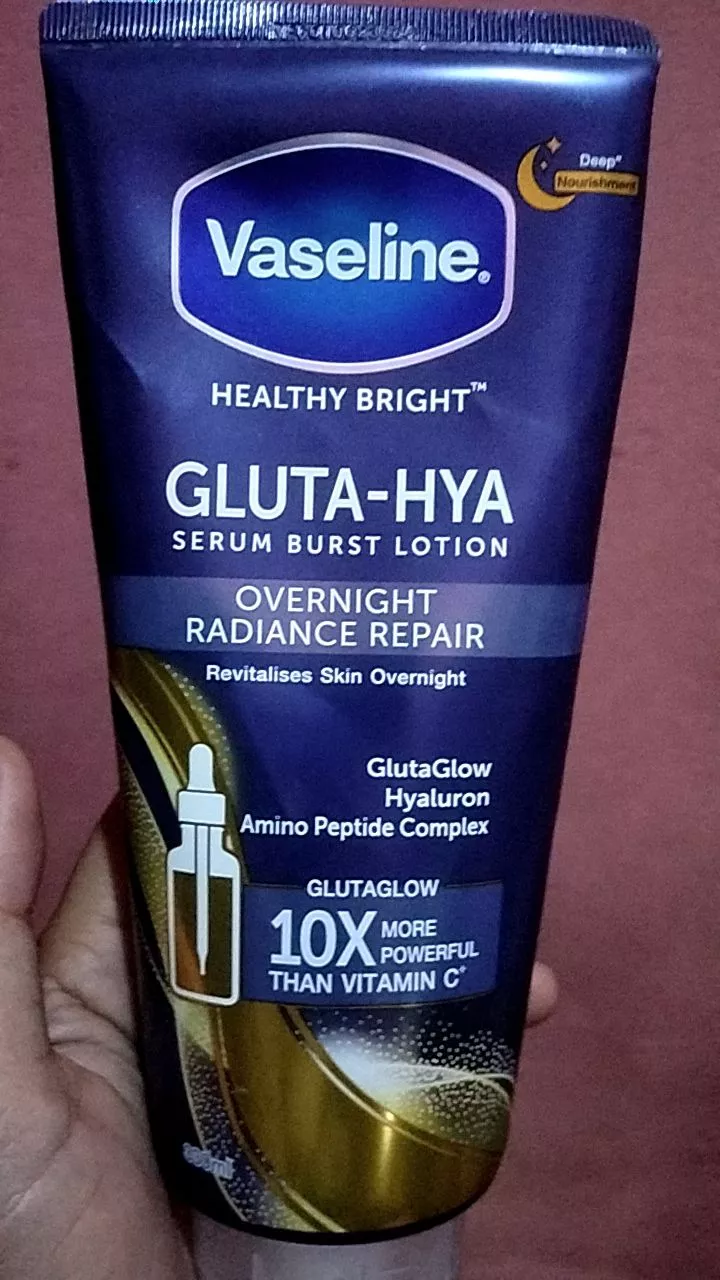 Deep*
Nourishment
Vaseline®
HEALTHY BRIGHT™
GLUTA-HYA
SERUM BURST LOTION
OVERNIGHT
RADIANCE REPAIR
Revitalises Skin Overnight
GlutaGlow
Hyaluron
Amino Peptide Complex
GLUTAGLOW
10X MORE
POWERFUL
THAN VITAMIN C*